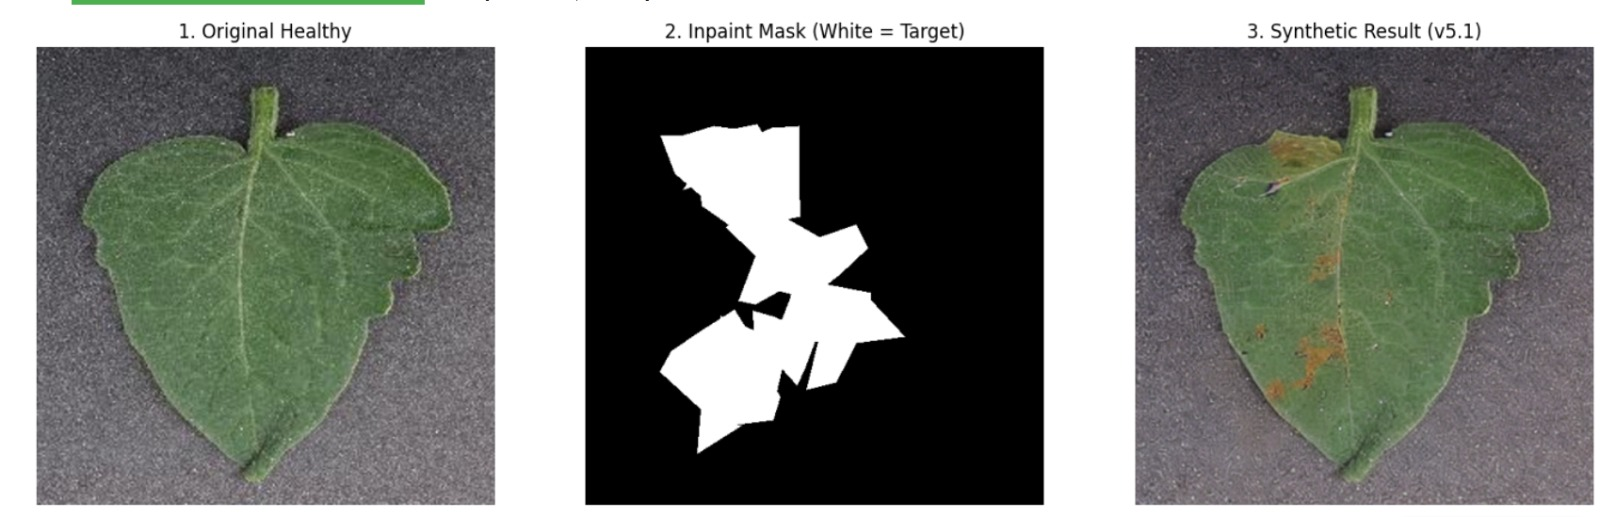 1. Original Healthy
2. Inpaint Mask (White = Target)
3. Synthetic Result (v5.1)